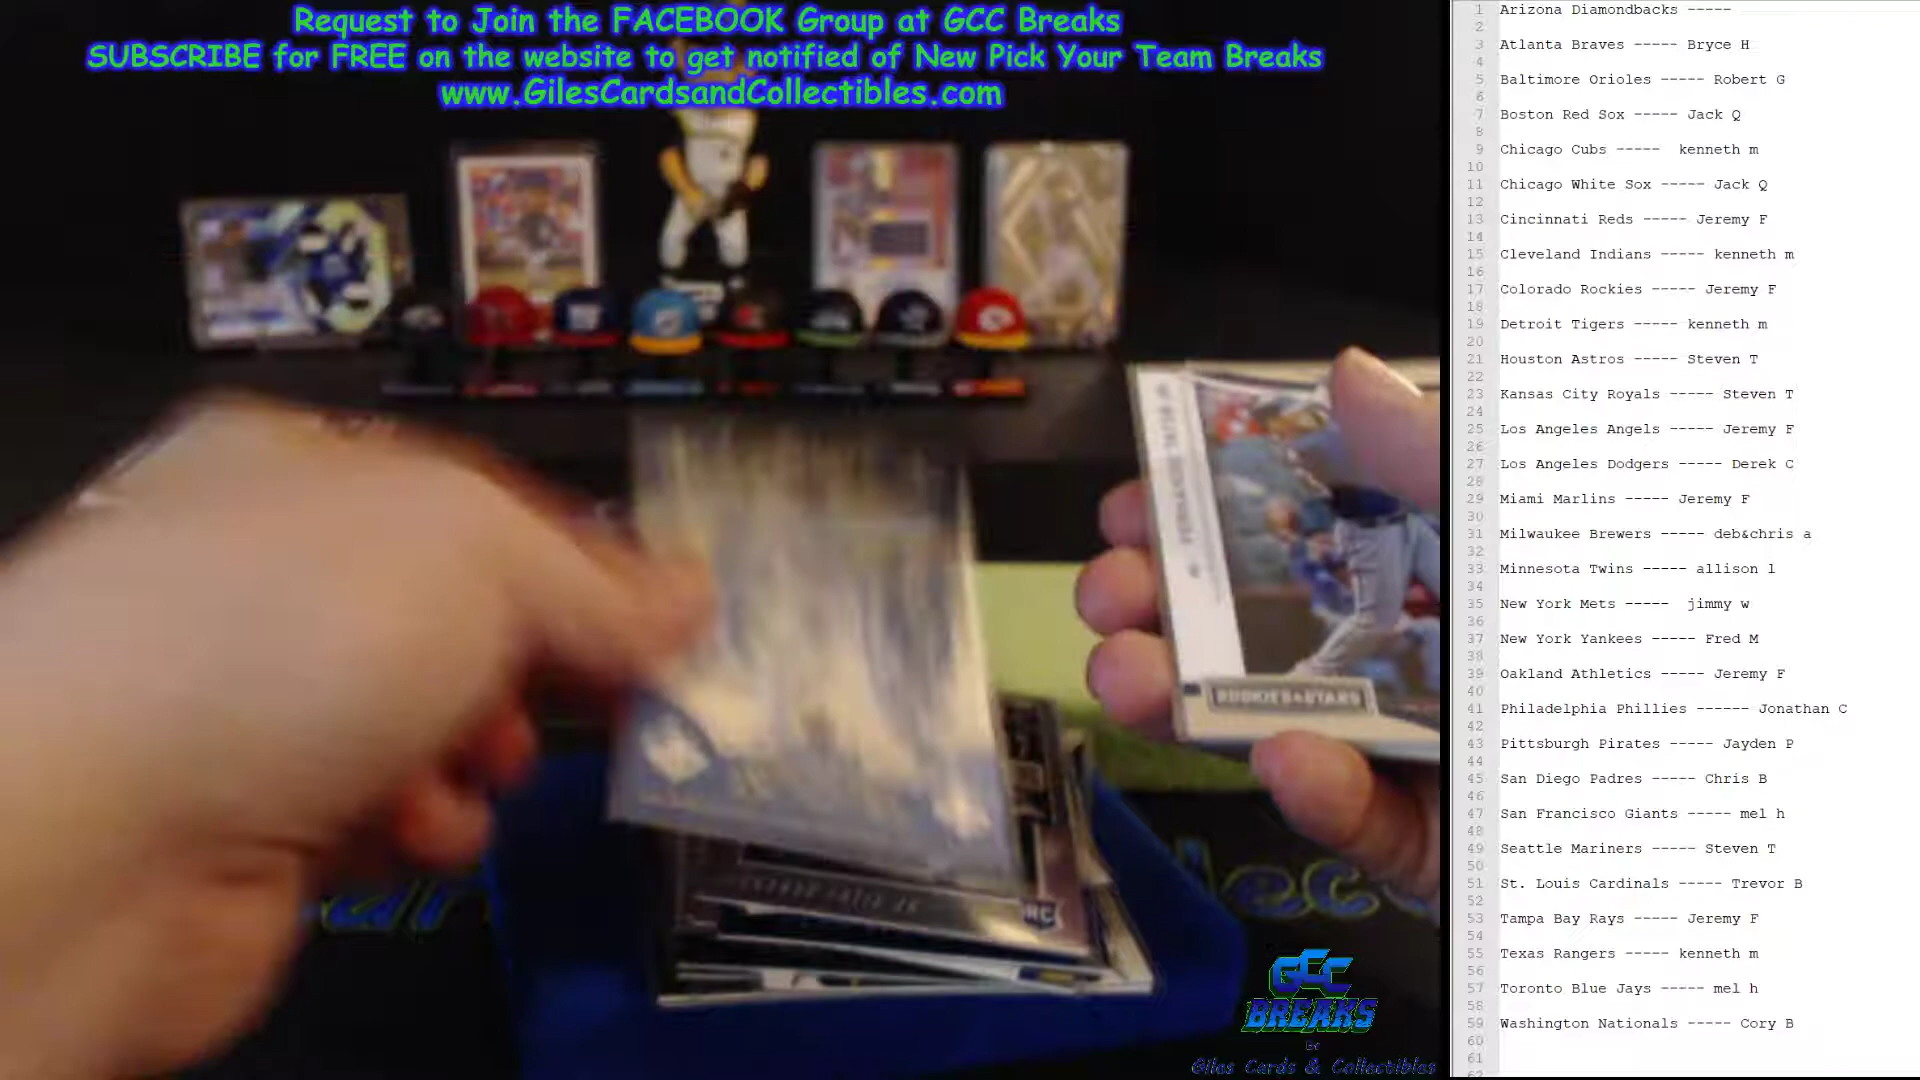 Request to Join the FACEBOOK Group at GCC Breaks
SUBSCRIBE for FREE on the website to get notified of New Pick Your Team Breaks
www.GilesCardsandCollectibles.com
1 Arizona Diamondbacks -----
2
3 Atlanta Braves ----- Bryce H
4
5 Baltimore Orioles ----- Robert G
6
7 Boston Red Sox ----- Jack Q
8
9 Chicago Cubs ----- kenneth m
10
11 Chicago White Sox ----- Jack Q
12
13 Cincinnati Reds ----- Jeremy F
14
15 Cleveland Indians ----- kenneth m
16
17 Colorado Rockies ----- Jeremy F
18
19 Detroit Tigers ----- kenneth m
20
21 Houston Astros ----- Steven T
22
23 Kansas City Royals ----- Steven T
24
25 Los Angeles Angels ----- Jeremy F
26
27 Los Angeles Dodgers ----- Derek C
28
29 Miami Marlins ----- Jeremy F
30
31 Milwaukee Brewers ----- deb&chris a
32
33 Minnesota Twins ----- allison l
34
35 New York Mets ----- jimmy w
36
37 New York Yankees ----- Fred M
38
39 Oakland Athletics ----- Jeremy F
40
41 Philadelphia Phillies ------ Jonathan C
42
43 Pittsburgh Pirates ----- Jayden P
44
45 San Diego Padres ----- Chris B
46
47 San Francisco Giants ----- mel h
48
49 Seattle Mariners ----- Steven T
50
51 St. Louis Cardinals ----- Trevor B
52
53 Tampa Bay Rays ----- Jeremy F
54
55 Texas Rangers ----- kenneth m
56
57 Toronto Blue Jays ----- mel h
58
59 Washington Nationals ----- Cory B
60
61
62
FERNANDO TATIS JR.
ROOKIES & STARS
RC
GCC
BREAKS
By
Giles Cards & Collectibles